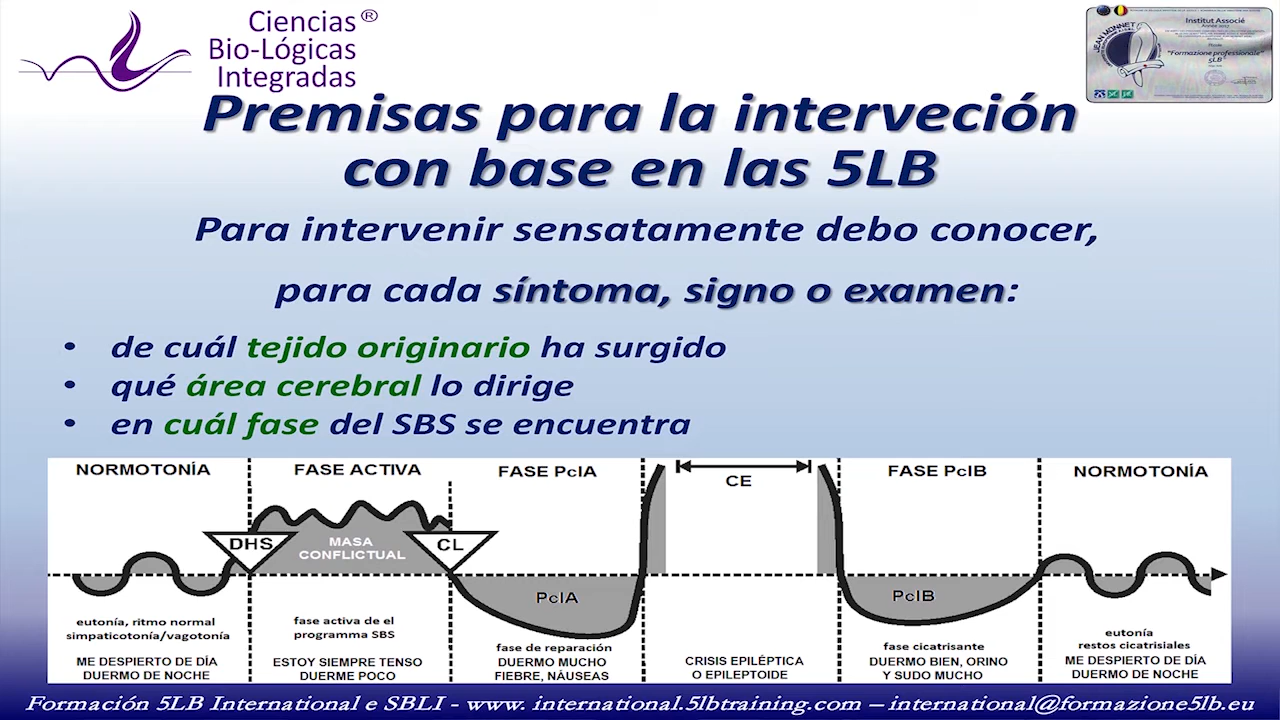 Ciencias ®
Bio-Lógicas
Integradas
JEAN MONNET
Institut Associé
"Formazione professionale"
5LB
Premisas para la interveción
con base en las 5LB
Para intervenir sensatamente debo conocer,
para cada síntoma, signo o examen:
• de cuál tejido originario ha surgido
• qué área cerebral lo dirige
• en cuál fase del SBS se encuentra
NORMOTONÍA FASE ACTIVA FASE PclA CE FASE PclB NORMOTONÍA
DHS MASA CONFLICTUAL CL
PclA PclB
eutonía, ritmo normal
simpaticotonía/vagotonía
ME DESPIERTO DE DÍA
DUERMO DE NOCHE
fase activa de el
programa SBS
ESTOY SIEMPRE TENSO
DUERME POCO
fase de reparación
DUERMO MUCHO
FIEBRE, NÁUSEAS
CRISIS EPILÉPTICA
O EPILEPTOIDE
fase cicatrisante
DUERMO BIEN, ORINO
Y SUDO MUCHO
eutonía
restos cicatrisiales
ME DESPIERTO DE DÍA
DUERMO DE NOCHE
Formación 5LB International e SBLI - www. international.5lbtraining.com – international@formazione5lb.eu